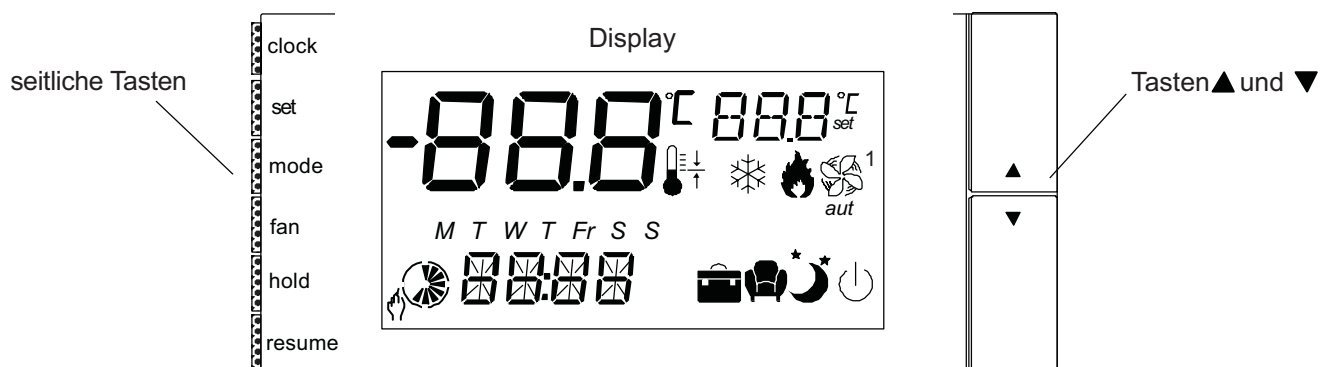 Display
seitliche Tasten
clock
set
mode
fan
hold
resume
-88.8 °C
88.8 °C
set
1
aut
M T W T Fr S S
88:88
Tasten ▲ und ▼
▲
▼